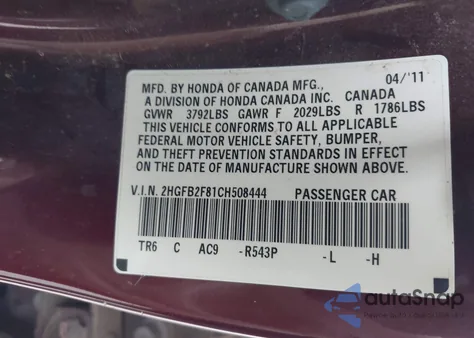 MFD. BY HONDA OF CANADA MFG., 04/'11
A DIVISION OF HONDA CANADA INC. CANADA
GVWR 3792LBS GAWR F 2029LBS R 1786LBS
THIS VEHICLE CONFORMS TO ALL APPLICABLE
FEDERAL MOTOR VEHICLE SAFETY, BUMPER,
AND THEFT PREVENTION STANDARDS IN EFFECT
ON THE DATE OF MANUFACTURE SHOWN ABOVE.
V.I.N. 2HGFB2F81CH508444 PASSENGER CAR
TR6 C AC9 -R543P -L -H
autoSnap